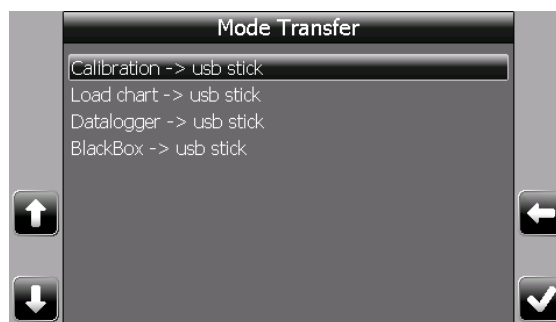 Mode Transfer
Calibration -> usb stick
Load chart -> usb stick
Datalogger -> usb stick
BlackBox -> usb stick